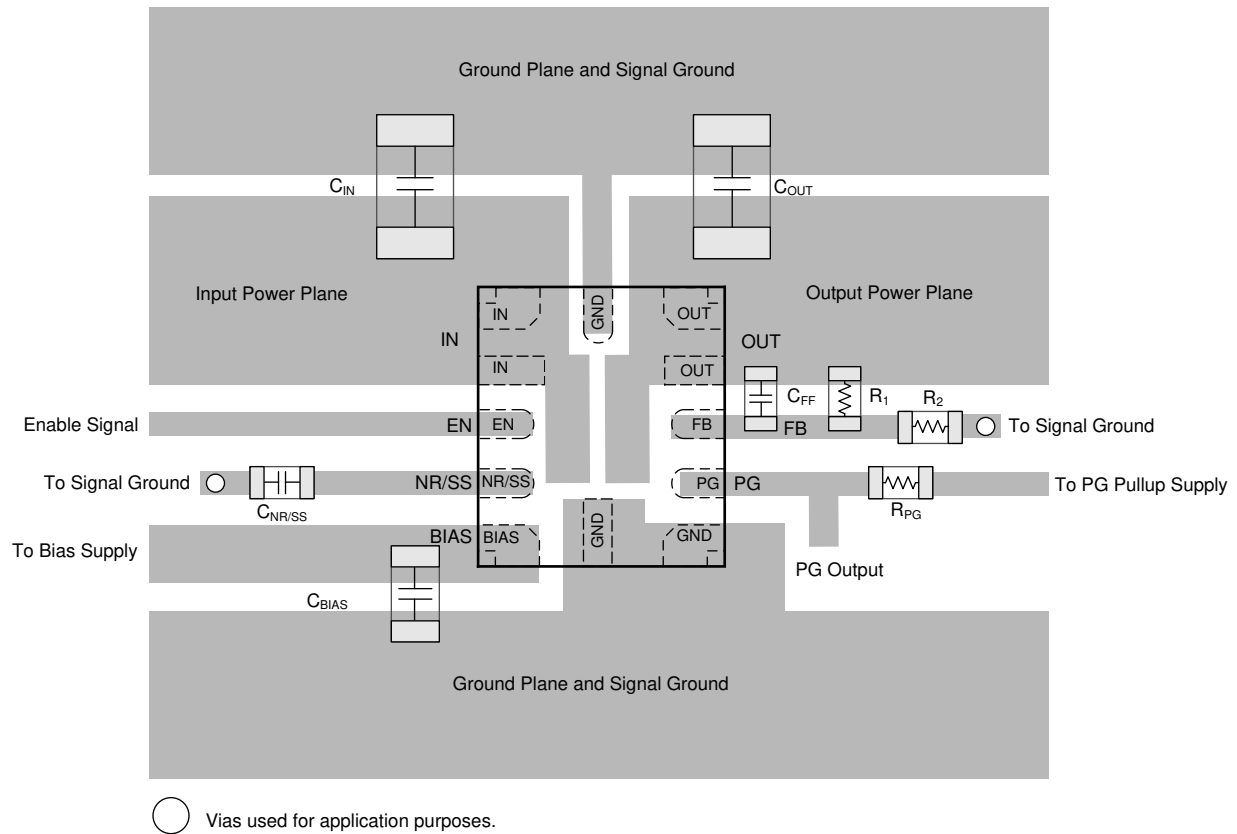 Ground Plane and Signal Ground
CIN
COUT
Input Power Plane
Output Power Plane
IN
GND
OUT
IN
OUT
IN
OUT
CFF
R1
R2
Enable Signal
EN
EN
FB
FB
To Signal Ground
To Signal Ground
NR/SS
NR/SS
PG
PG
To PG Pullup Supply
CNR/SS
RPG
To Bias Supply
BIAS
BIAS
GND
GND
PG Output
CBIAS
Ground Plane and Signal Ground
Vias used for application purposes.